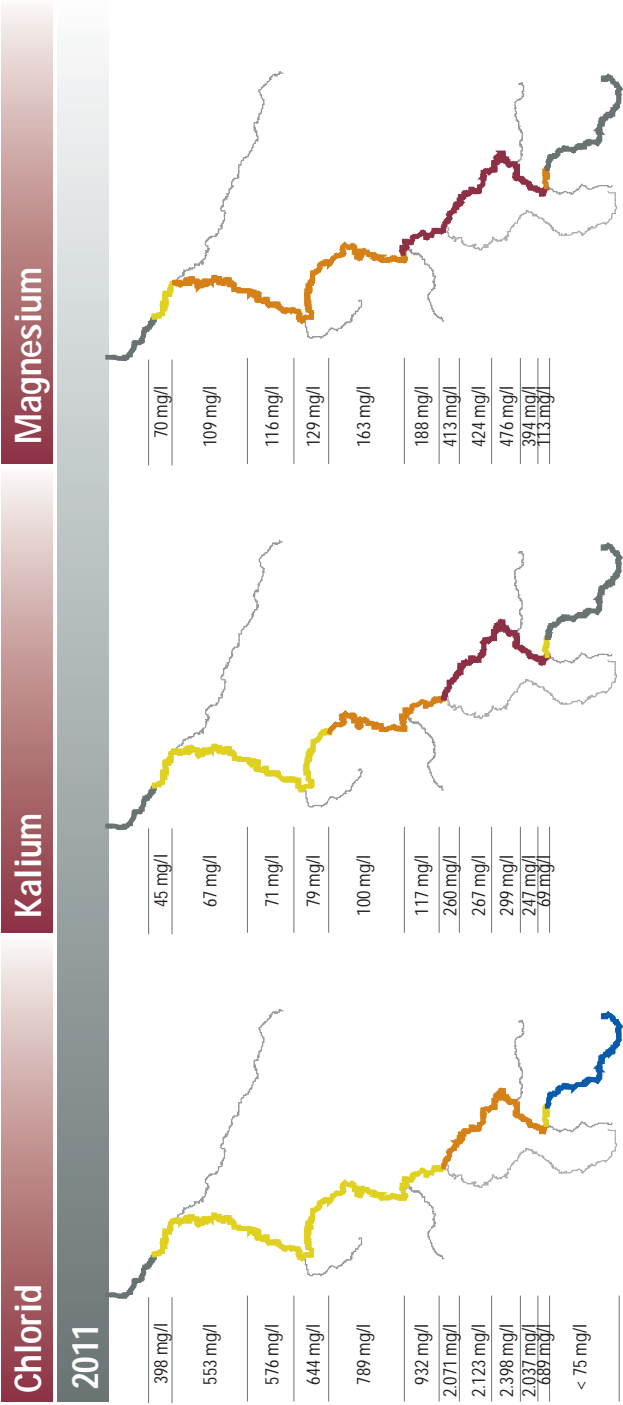 2011
Chlorid
398 mg/l
553 mg/l
576 mg/l
644 mg/l
789 mg/l
932 mg/l
2.071 mg/l
2.123 mg/l
2.398 mg/l
2.037 mg/l
689 mg/l
< 75 mg/l
Kalium
45 mg/l
67 mg/l
71 mg/l
79 mg/l
100 mg/l
117 mg/l
260 mg/l
267 mg/l
299 mg/l
247 mg/l
69 mg/l
Magnesium
70 mg/l
109 mg/l
116 mg/l
129 mg/l
163 mg/l
188 mg/l
413 mg/l
424 mg/l
476 mg/l
394 mg/l
113 mg/l